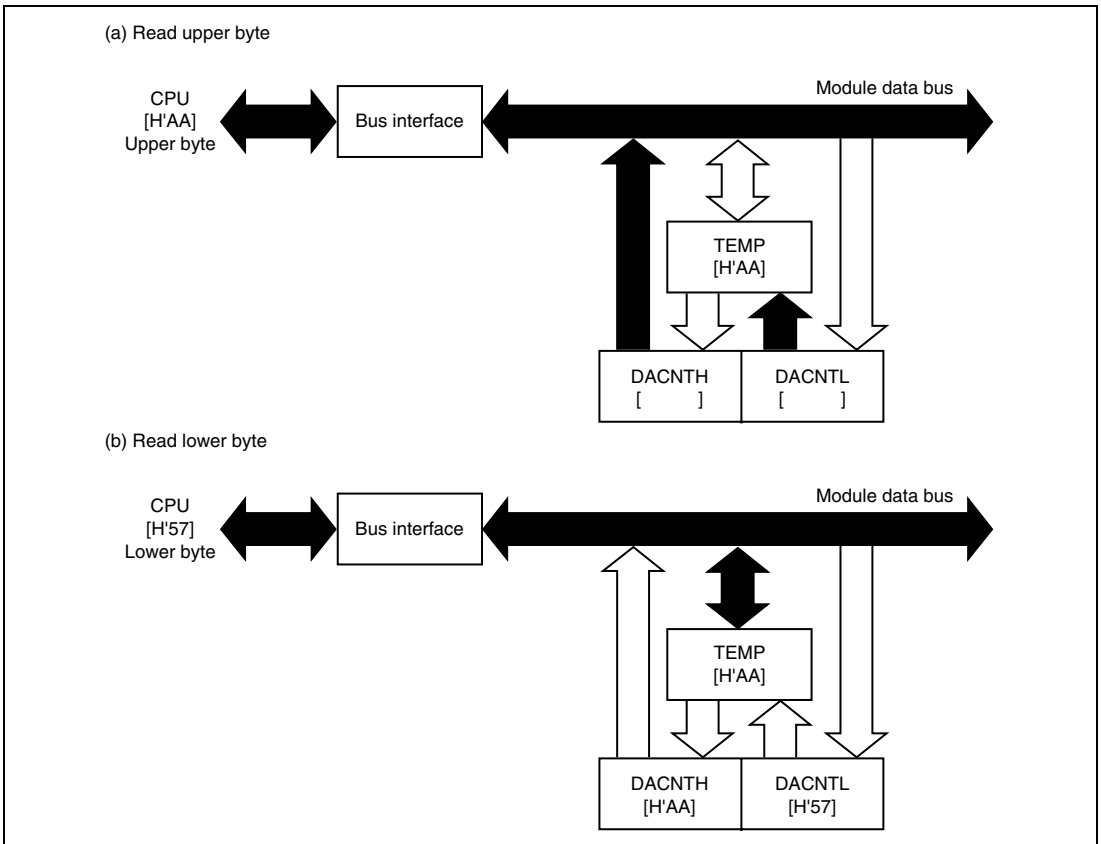 (a) Read upper byte
CPU
[H'AA]
Upper byte
Bus interface
Module data bus
TEMP
[H'AA]
DACNTH
[ ]
DACNTL
[ ]
(b) Read lower byte
CPU
[H'57]
Lower byte
Bus interface
Module data bus
TEMP
[H'AA]
DACNTH
[H'AA]
DACNTL
[H'57]